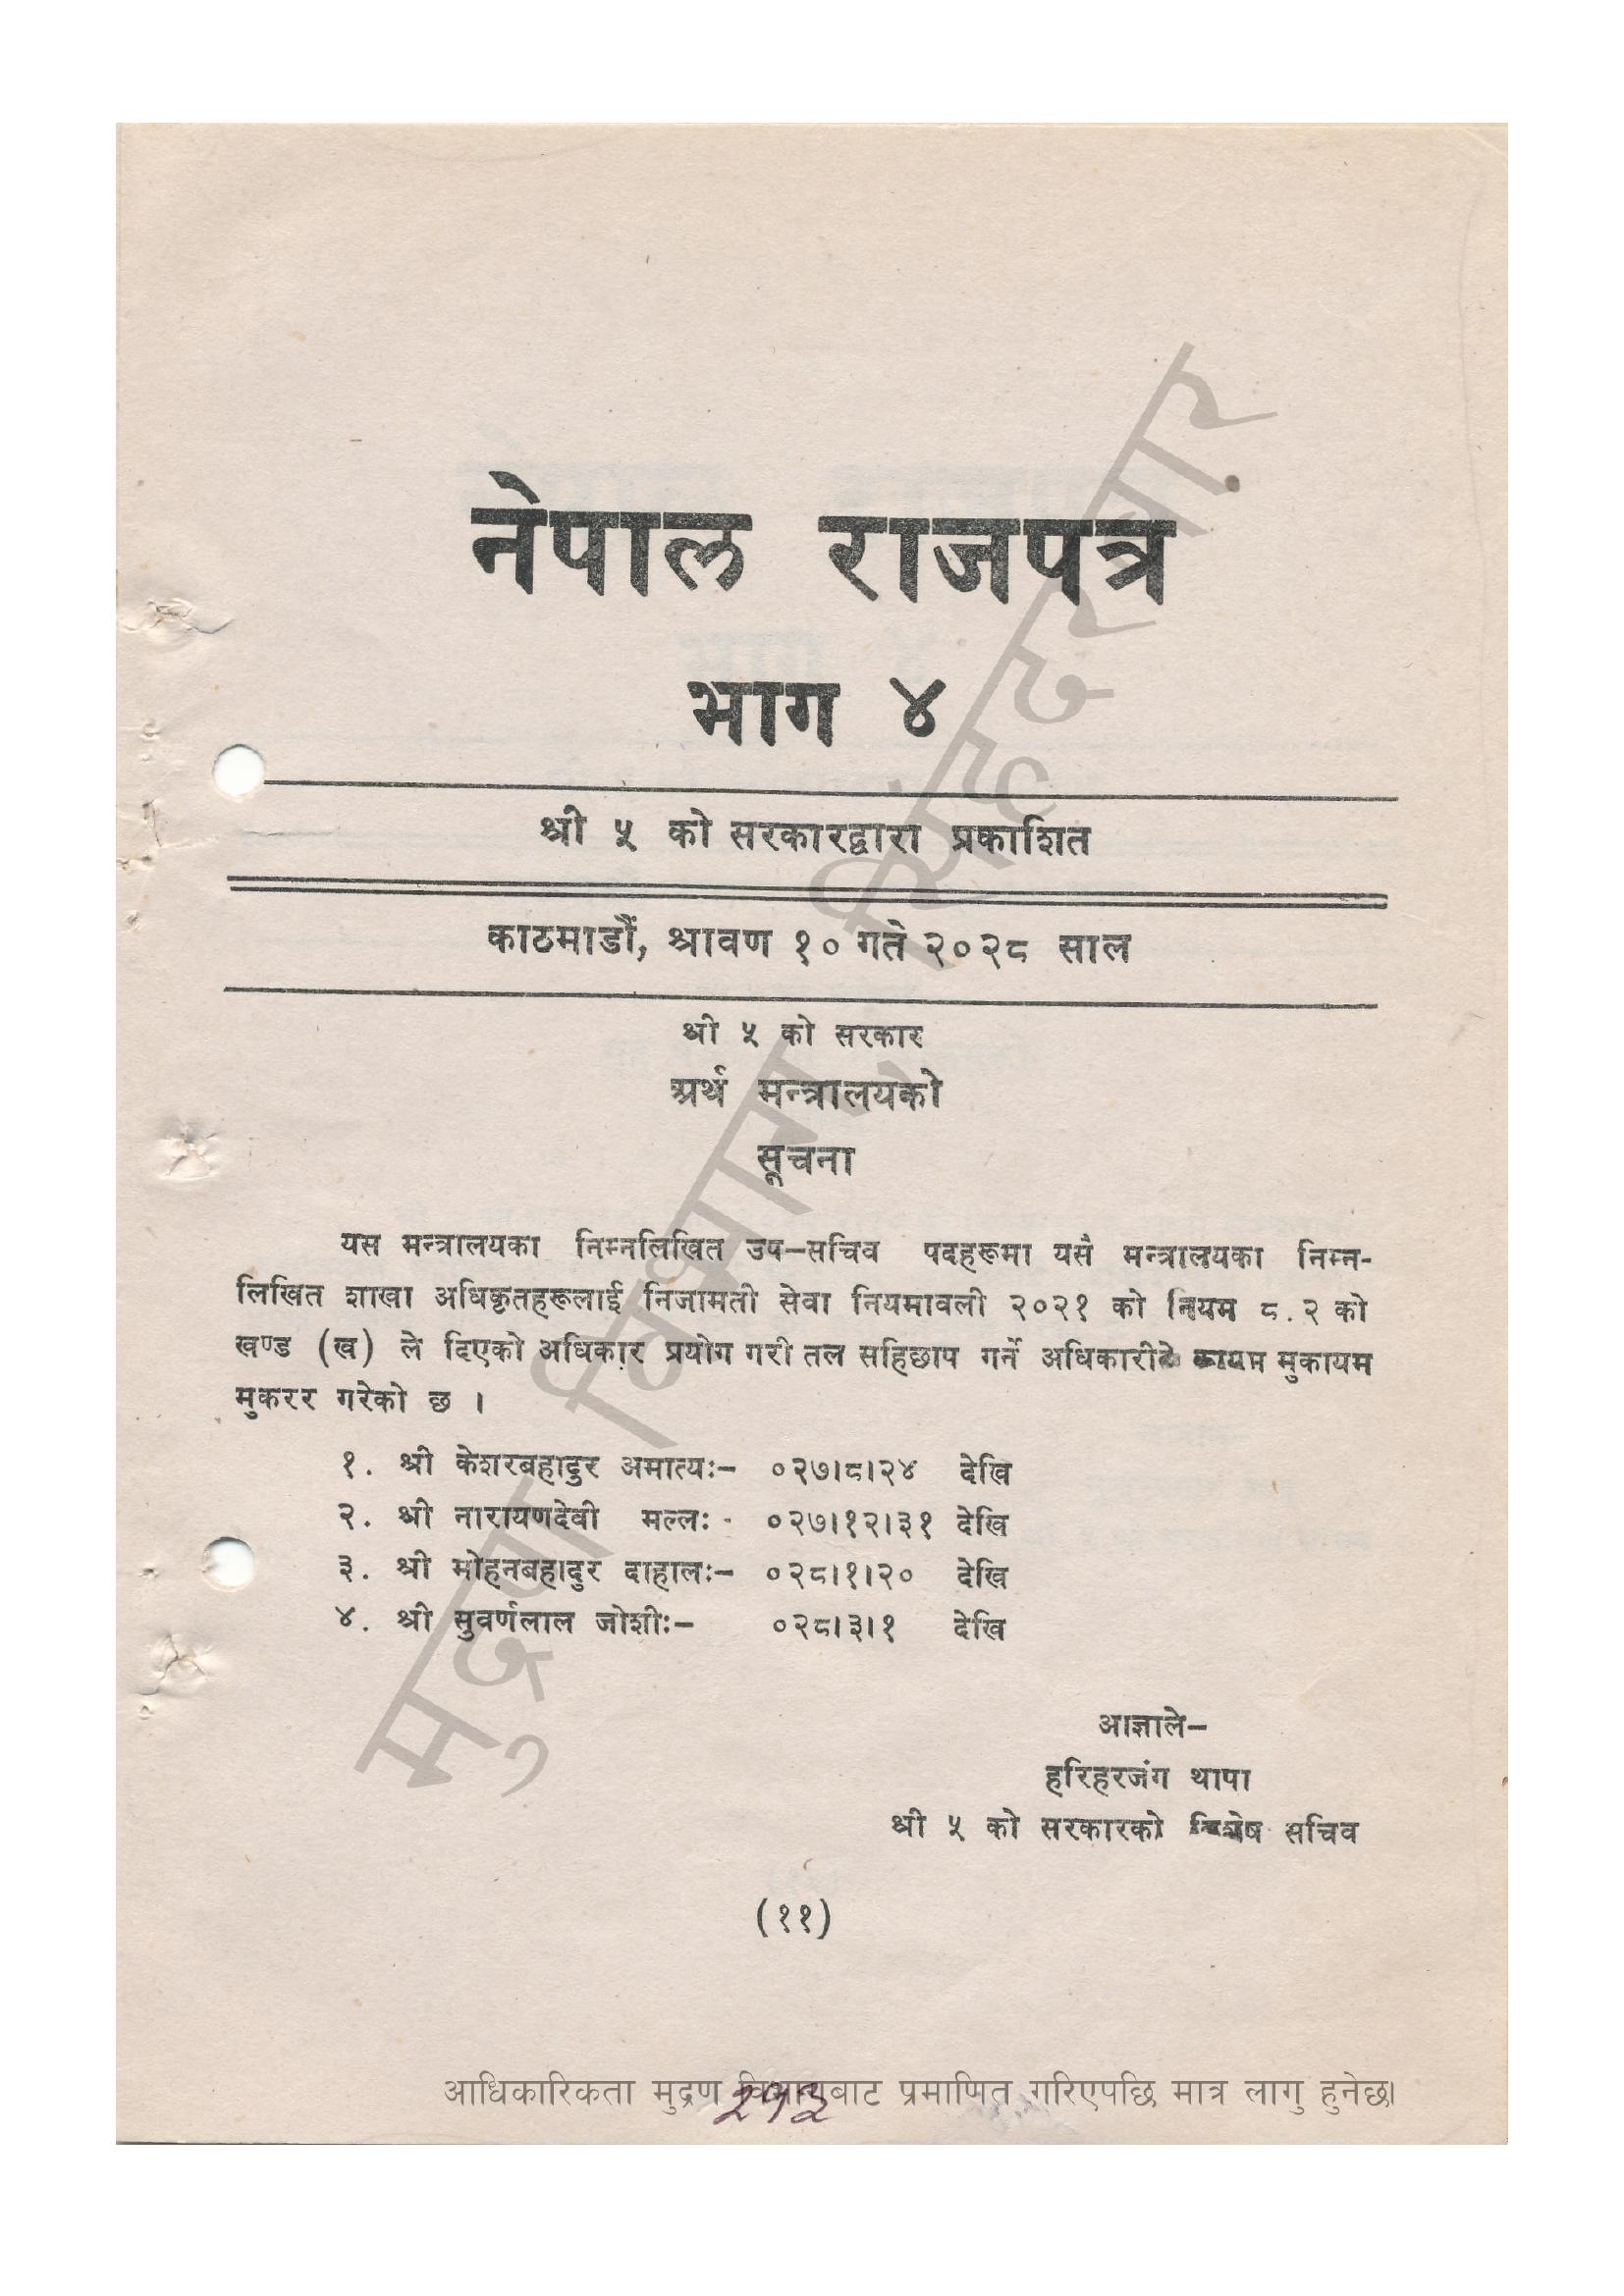 नेपाल राजपत्र
भाग ४
श्री ५ को सरकारद्वारा प्रकाशित
काठमाडौं, श्रावण १० गते २०२८ साल
श्री ५ को सरकार
अर्थ मन्त्रालयको
सूचना
यस मन्त्रालयका निम्नलिखित उप-सचिव पदहरूमा यसै मन्त्रालयका निम्न-
लिखित शाखा अधिकृतहरूलाई निजामती सेवा नियमावली २०२१ को नियम ८.२ को
खण्ड (ख) ले दिएको अधिकार प्रयोग गरी तल सहिछाप गर्ने अधिकारीले कायम मुकायम
मुकरर गरेको छ ।
१. श्री केशरबहादुर अमात्यः- ०२७।८।२४ देखि
२. श्री नारायणदेवी मल्लः- ०२७।१२।३१ देखि
३. श्री मोहनबहादुर दाहालः- ०२८।१।२० देखि
४. श्री सुवर्णलाल जोशीः- ०२८।३।१ देखि
आज्ञाले-
हरिहरजंग थापा
श्री ५ को सरकारको विशेष सचिव
(११)
आधिकारिकता मुद्रण विभागबाट प्रमाणित गरिएपछि मात्र लागु हुनेछ।
मुद्रण विभाग, सिंहदरबार